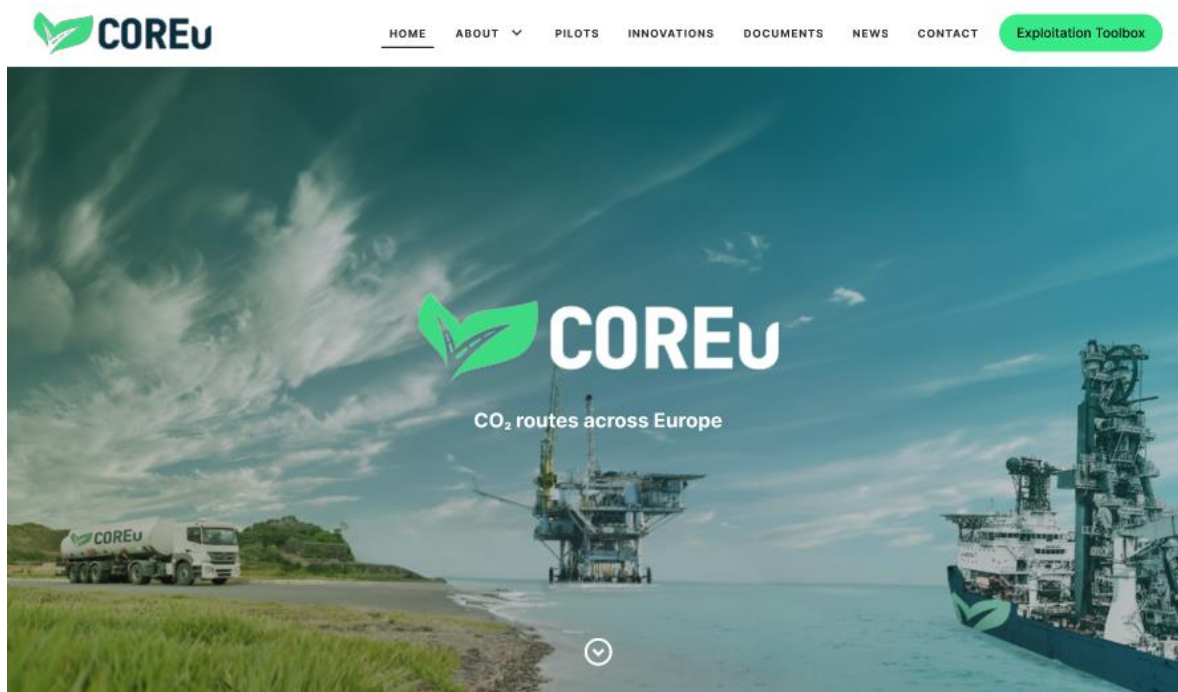 COREu
HOME ABOUT PILOTS INNOVATIONS DOCUMENTS NEWS CONTACT Exploitation Toolbox
COREu
CO₂ routes across Europe
COREu